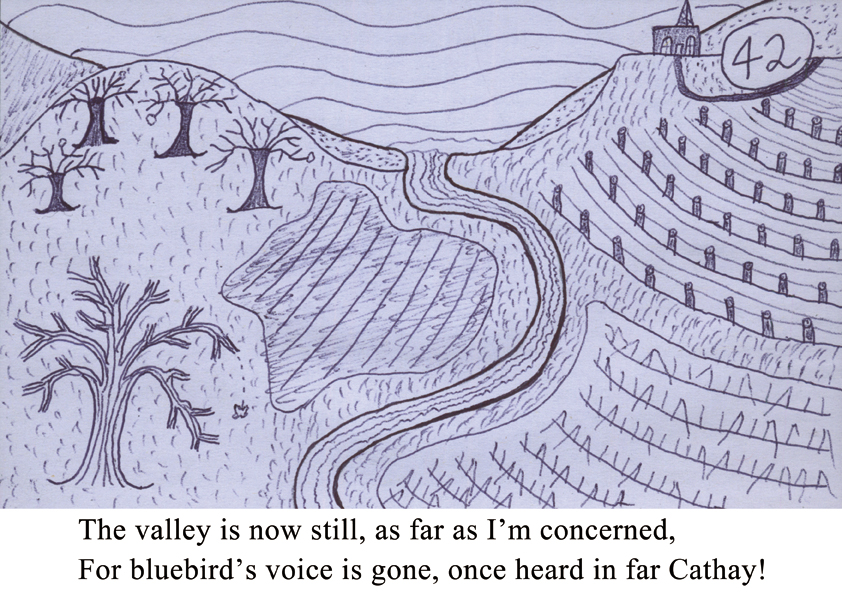 42
The valley is now still, as far as I’m concerned,
For bluebird’s voice is gone, once heard in far Cathay!